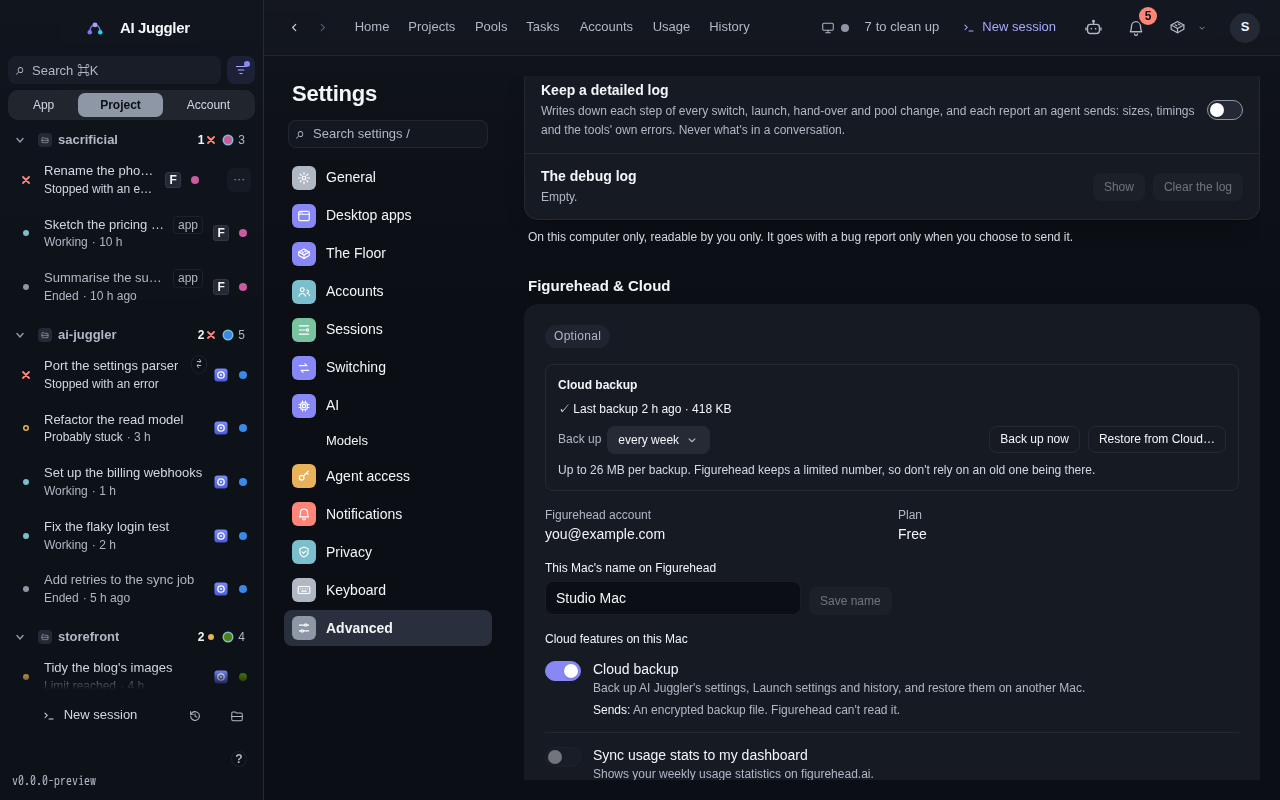 AI Juggler
Search ⌘K
App
Project
Account
sacrificial
1
3
Rename the pho…
Stopped with an e…
F
Sketch the pricing …
app
Working · 10 h
F
Summarise the su…
app
Ended · 10 h ago
F
ai-juggler
2
5
Port the settings parser
Stopped with an error
Refactor the read model
Probably stuck · 3 h
Set up the billing webhooks
Working · 1 h
Fix the flaky login test
Working · 2 h
Add retries to the sync job
Ended · 5 h ago
storefront
2
4
Tidy the blog's images
Limit reached · 4 h
New session
?
v0.0.0-preview
Home
Projects
Pools
Tasks
Accounts
Usage
History
7 to clean up
New session
5
S
Settings
Search settings /
General
Desktop apps
The Floor
Accounts
Sessions
Switching
AI
Models
Agent access
Notifications
Privacy
Keyboard
Advanced
Keep a detailed log
Writes down each step of every switch, launch, hand-over and pool change, and each report an agent sends: sizes, timings
and the tools' own errors. Never what's in a conversation.
The debug log
Empty.
Show
Clear the log
On this computer only, readable by you only. It goes with a bug report only when you choose to send it.
Figurehead & Cloud
Optional
Cloud backup
✓ Last backup 2 h ago · 418 KB
Back up
every week
Back up now
Restore from Cloud…
Up to 26 MB per backup. Figurehead keeps a limited number, so don't rely on an old one being there.
Figurehead account
Plan
you@example.com
Free
This Mac's name on Figurehead
Studio Mac
Save name
Cloud features on this Mac
Cloud backup
Back up AI Juggler's settings, Launch settings and history, and restore them on another Mac.
Sends: An encrypted backup file. Figurehead can't read it.
Sync usage stats to my dashboard
Shows your weekly usage statistics on figurehead.ai.